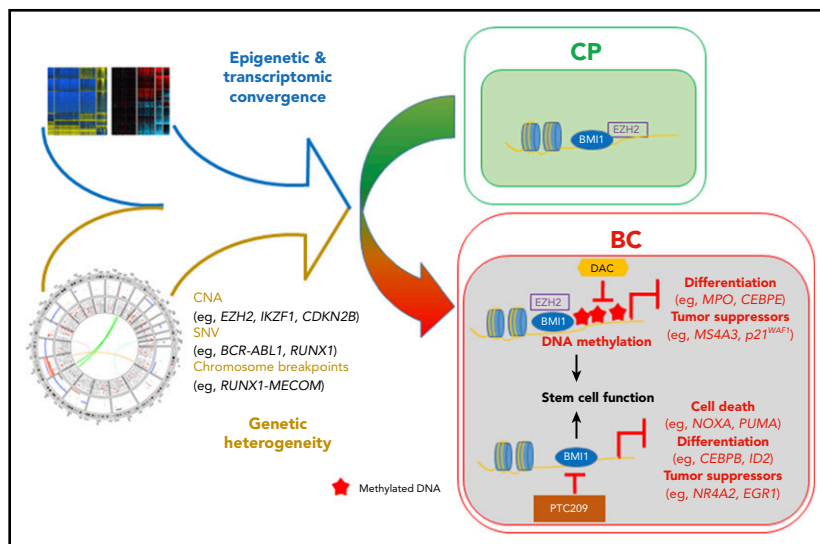 Epigenetic &
transcriptomic
convergence
CNA
(eg, EZH2, IKZF1, CDKN2B)
SNV
(eg, BCR-ABL1, RUNX1)
Chromosome breakpoints
(eg, RUNX1-MECOM)
Genetic
heterogeneity
Methylated DNA
CP
EZH2
BMI1
BC
DAC
EZH2
BMI1
DNA methylation
Differentiation
(eg, MPO, CEBPE)
Tumor suppressors
(eg, MS4A3, p21WAF1)
Stem cell function
BMI1
PTC209
Cell death
(eg, NOXA, PUMA)
Differentiation
(eg, CEBPB, ID2)
Tumor suppressors
(eg, NR4A2, EGR1)